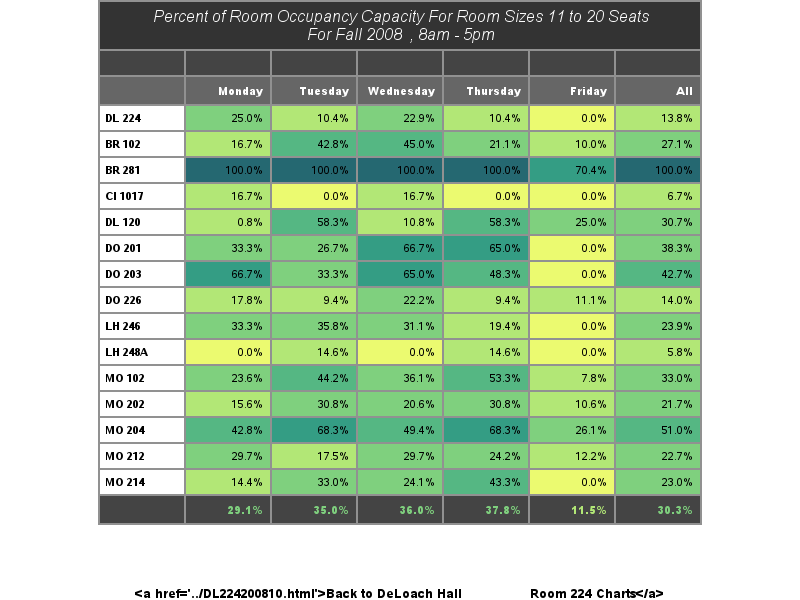 Percent of Room Occupancy Capacity For Room Sizes 11 to 20 Seats
For Fall 2008 , 8am - 5pm
Monday Tuesday Wednesday Thursday Friday All
DL 224 25.0% 10.4% 22.9% 10.4% 0.0% 13.8%
BR 102 16.7% 42.8% 45.0% 21.1% 10.0% 27.1%
BR 281 100.0% 100.0% 100.0% 100.0% 70.4% 100.0%
CI 1017 16.7% 0.0% 16.7% 0.0% 0.0% 6.7%
DL 120 0.8% 58.3% 10.8% 58.3% 25.0% 30.7%
DO 201 33.3% 26.7% 66.7% 65.0% 0.0% 38.3%
DO 203 66.7% 33.3% 65.0% 48.3% 0.0% 42.7%
DO 226 17.8% 9.4% 22.2% 9.4% 11.1% 14.0%
LH 246 33.3% 35.8% 31.1% 19.4% 0.0% 23.9%
LH 248A 0.0% 14.6% 0.0% 14.6% 0.0% 5.8%
MO 102 23.6% 44.2% 36.1% 53.3% 7.8% 33.0%
MO 202 15.6% 30.8% 20.6% 30.8% 10.6% 21.7%
MO 204 42.8% 68.3% 49.4% 68.3% 26.1% 51.0%
MO 212 29.7% 17.5% 29.7% 24.2% 12.2% 22.7%
MO 214 14.4% 33.0% 24.1% 43.3% 0.0% 23.0%
29.1% 35.0% 36.0% 37.8% 11.5% 30.3%
<a href='../DL224200810.html'>Back to DeLoach Hall Room 224 Charts</a>